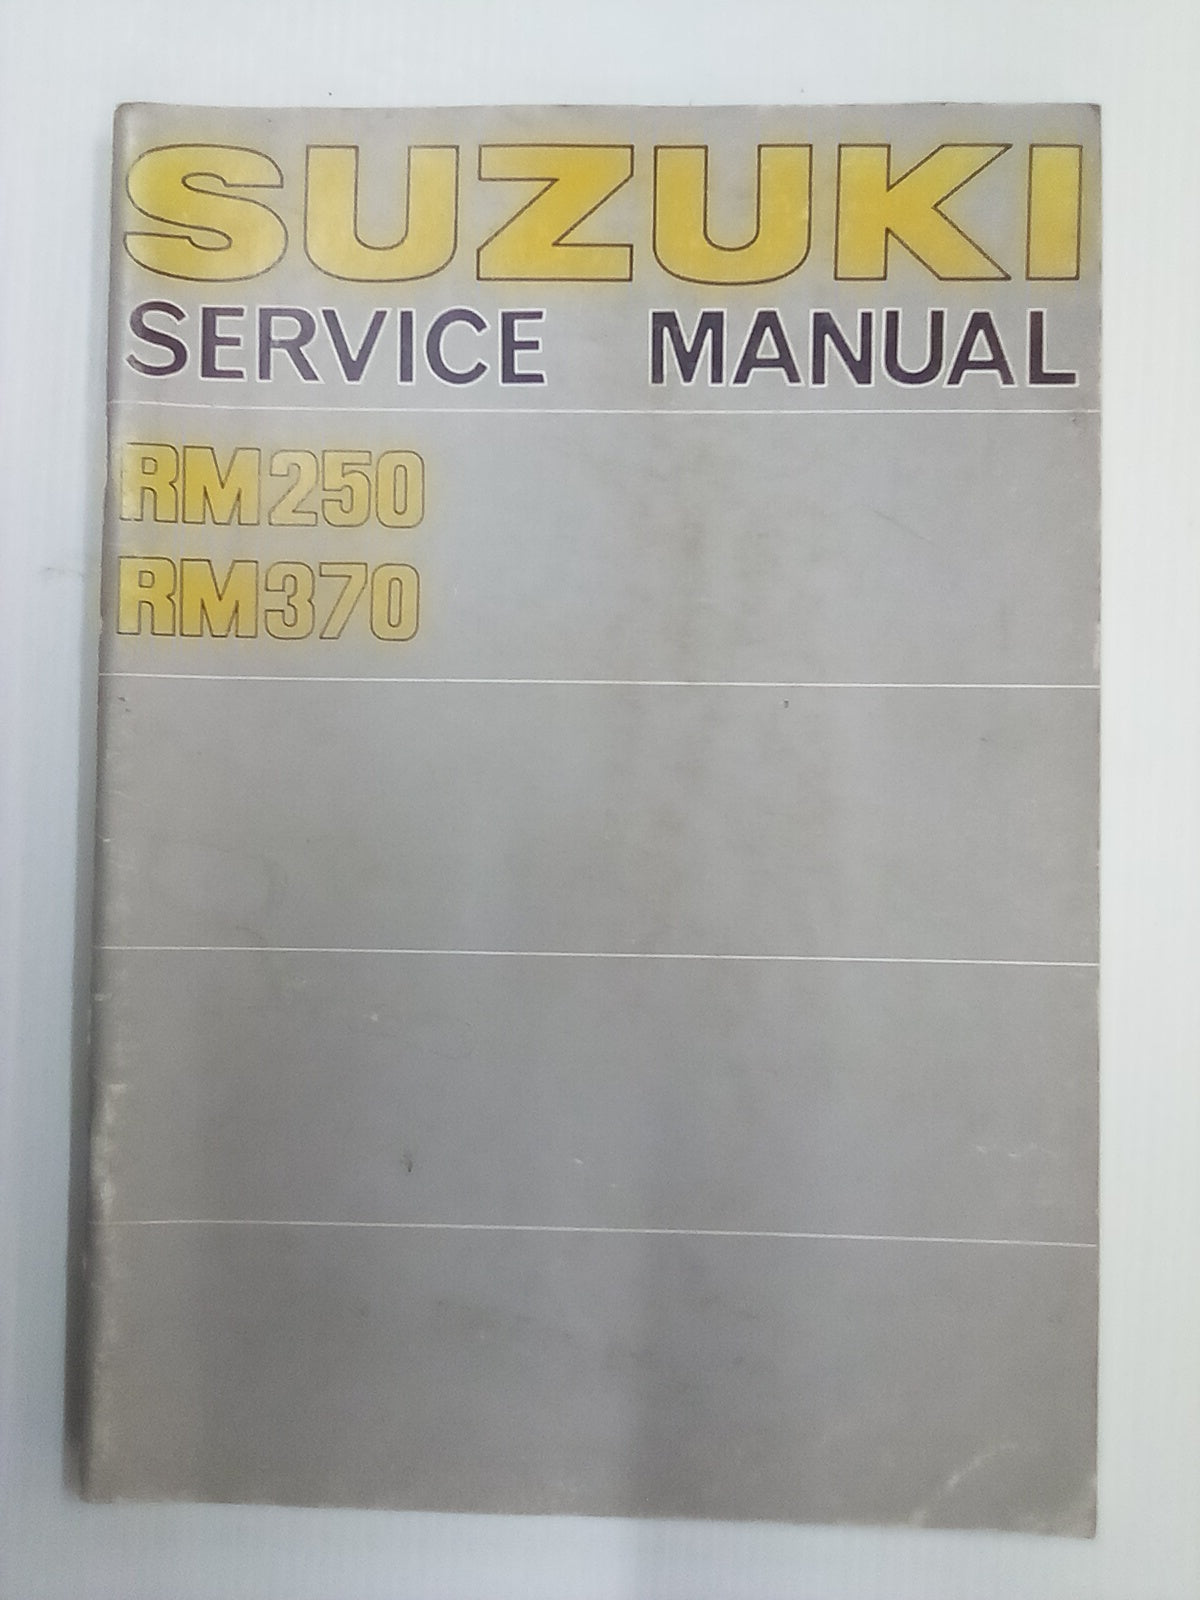 SUZUKI
SERVICE MANUAL
RM250
RM370